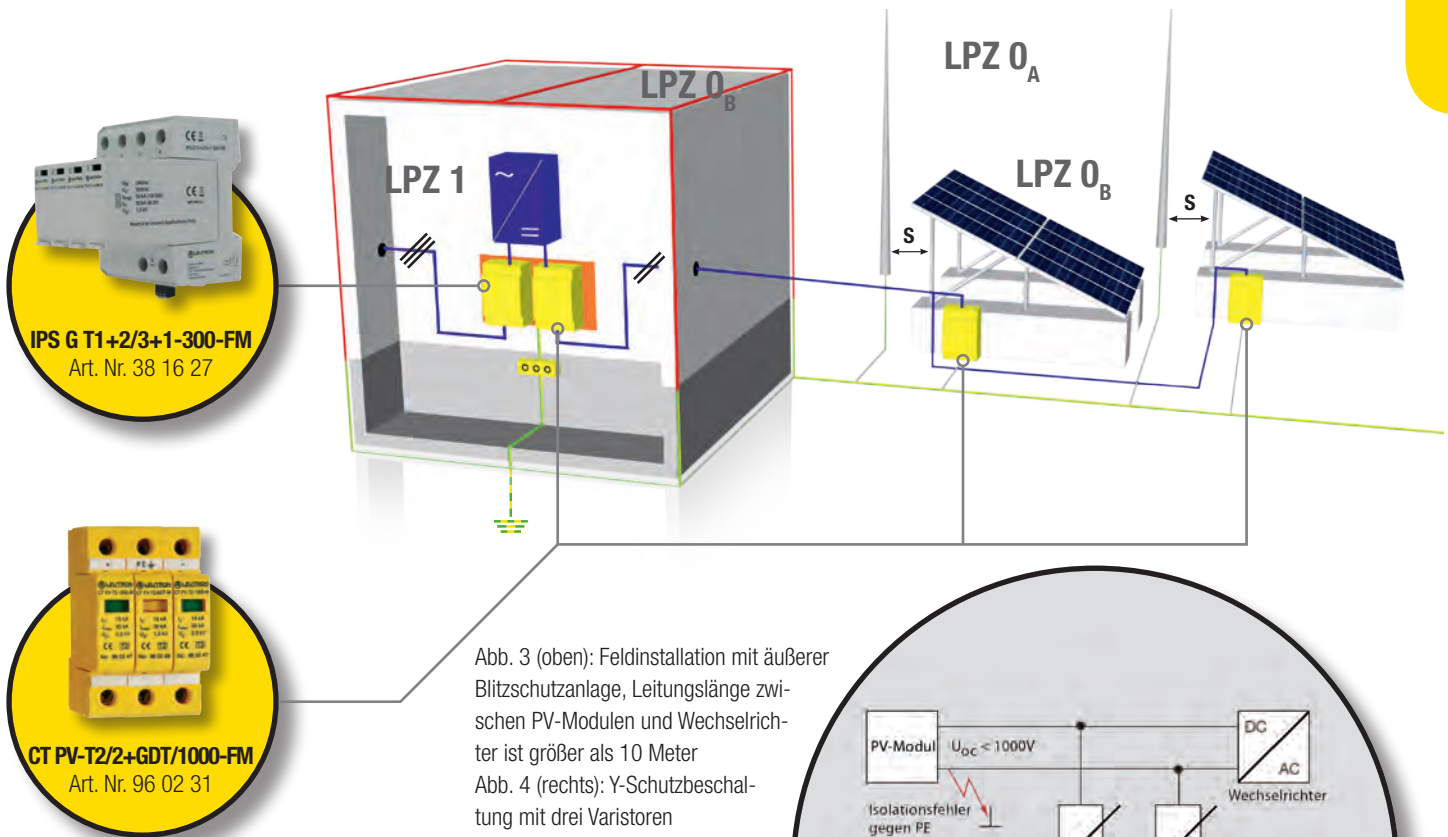 LPZ 0A
LPZ 0B
LPZ 1
LPZ 0B
S
S
IPS G T1+2/3+1-300-FM
Art. Nr. 38 16 27
LEUTRON
LEUTRON
LEUTRON
CT PV-T2/2+GDT/1000-FM
Art. Nr. 96 02 31
Abb. 3 (oben): Feldinstallation mit äußerer
Blitzschutzanlage, Leitungslänge zwi-
schen PV-Modulen und Wechselrich-
ter ist größer als 10 Meter
Abb. 4 (rechts): Y-Schutzbeschal-
tung mit drei Varistoren
PV-Modul
UOC < 1000V
DC
AC
Wechselrichter
Isolationsfehler
gegen PE